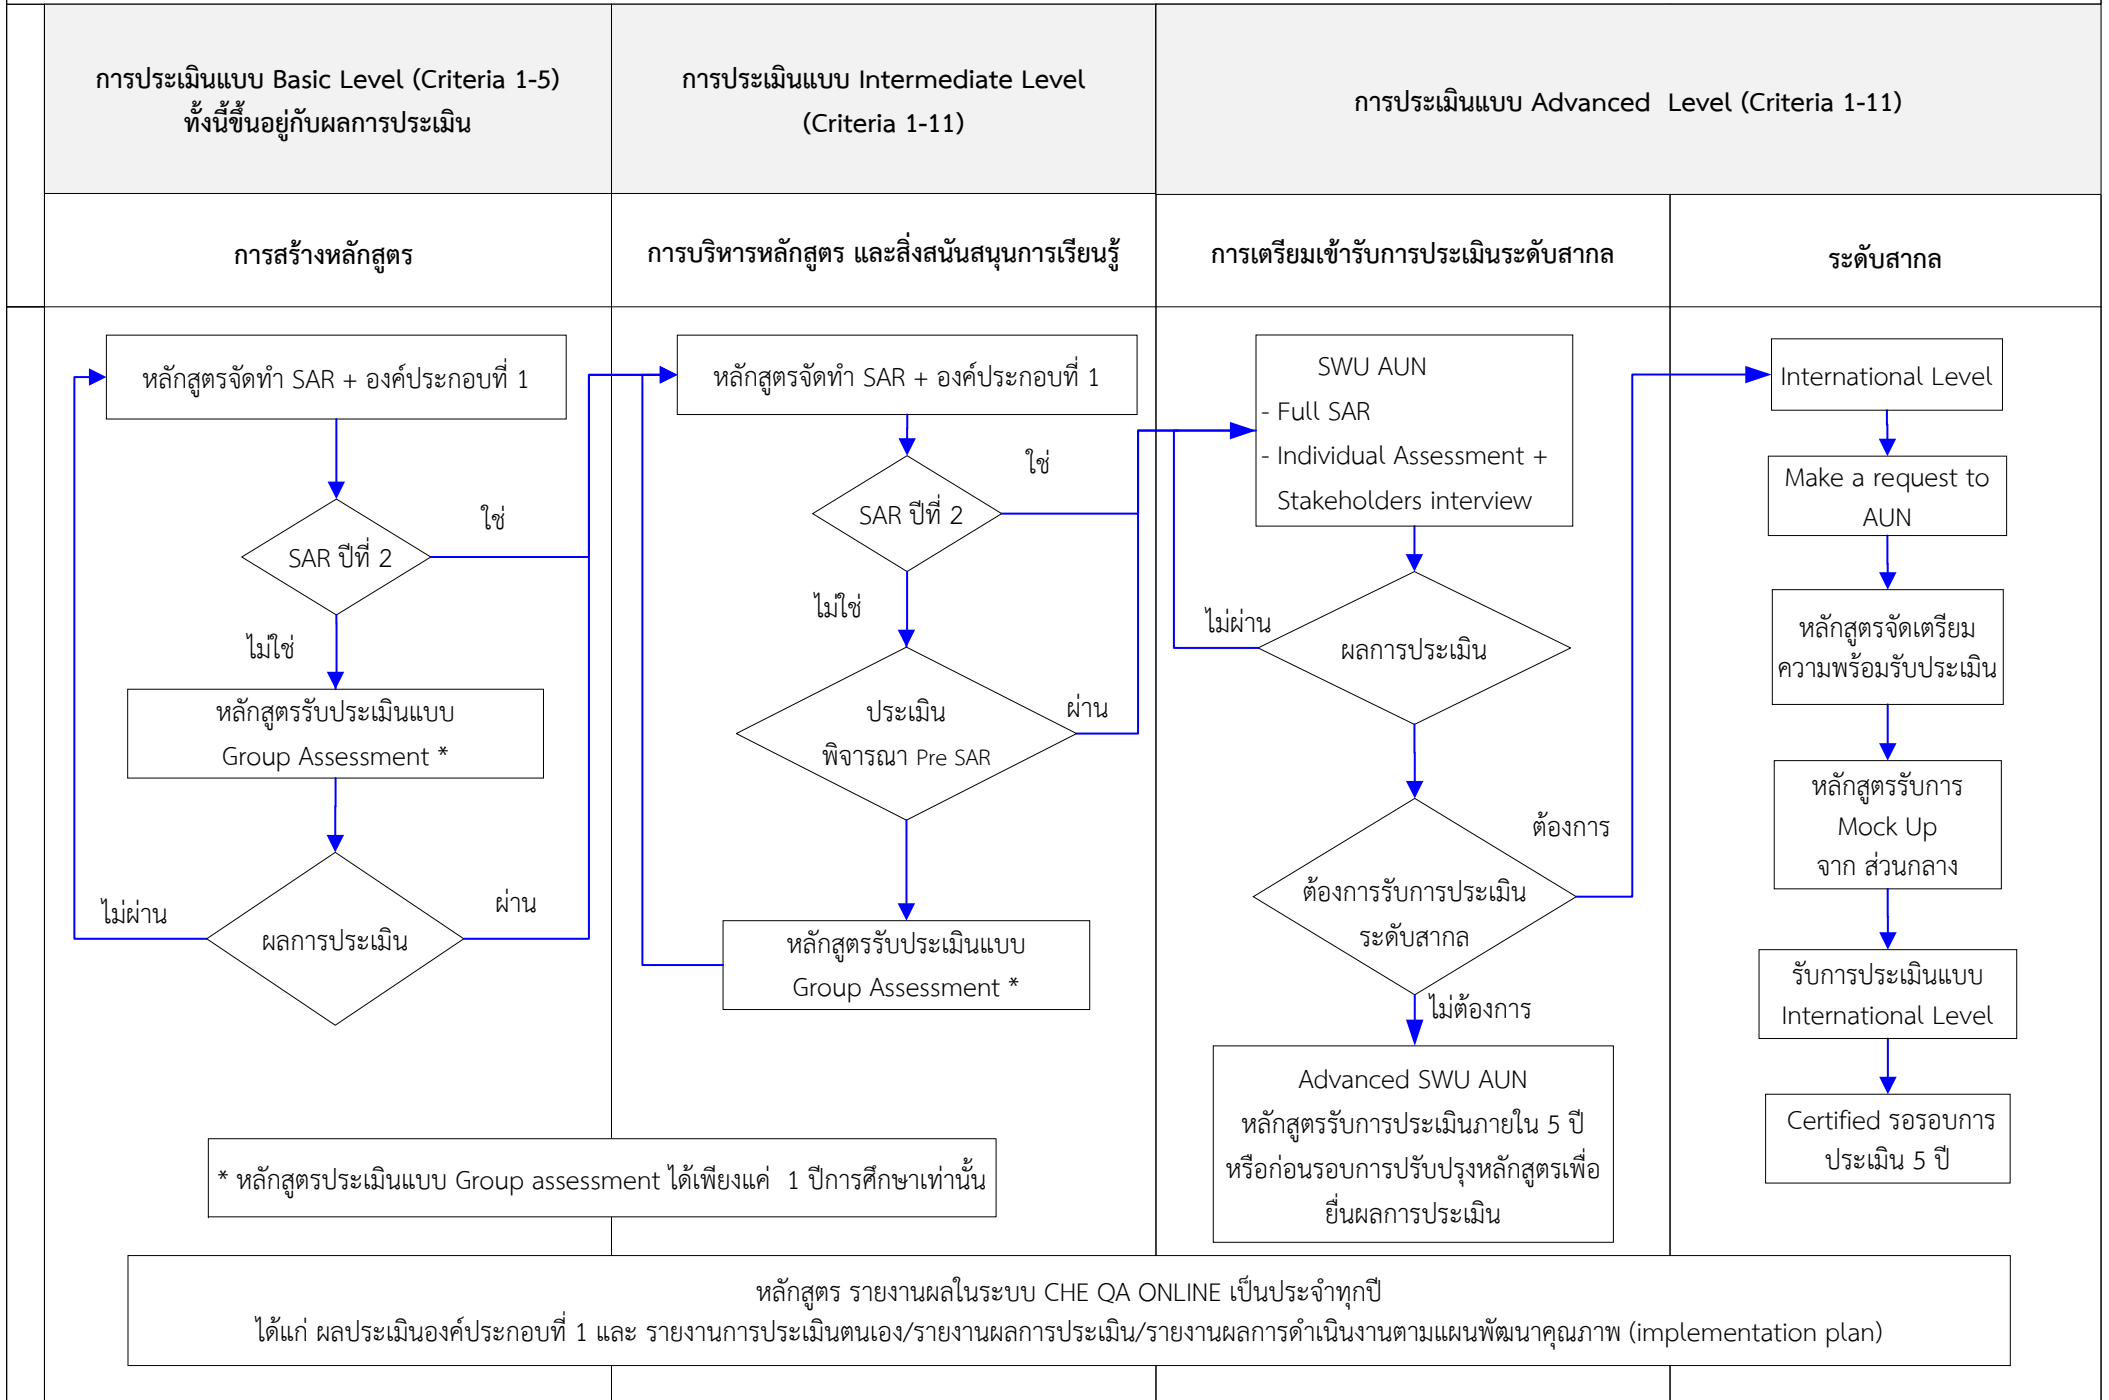 การประเมินแบบ Basic Level (Criteria 1-5)
ทั้งนี้ขึ้นอยู่กับผลการประเมิน
การประเมินแบบ Intermediate Level
(Criteria 1-11)
การประเมินแบบ Advanced Level (Criteria 1-11)
การสร้างหลักสูตร
การบริหารหลักสูตร และสิ่งสนันสนุนการเรียนรู้
การเตรียมเข้ารับการประเมินระดับสากล
ระดับสากล
หลักสูตรจัดทำ SAR + องค์ประกอบที่ 1
SAR ปีที่ 2
ใช่
ไม่ใช่
หลักสูตรรับประเมินแบบ
Group Assessment *
ผลการประเมิน
ไม่ผ่าน
ผ่าน
หลักสูตรจัดทำ SAR + องค์ประกอบที่ 1
SAR ปีที่ 2
ใช่
ไม่ใช่
ประเมิน
พิจารณา Pre SAR
ผ่าน
หลักสูตรรับประเมินแบบ
Group Assessment *
SWU AUN
- Full SAR
- Individual Assessment +
Stakeholders interview
ไม่ผ่าน
ผลการประเมิน
ต้องการ
ต้องการรับการประเมิน
ระดับสากล
ไม่ต้องการ
Advanced SWU AUN
หลักสูตรรับการประเมินภายใน 5 ปี
หรือก่อนรอบการปรับปรุงหลักสูตรเพื่อ
ยื่นผลการประเมิน
International Level
Make a request to
AUN
หลักสูตรจัดเตรียม
ความพร้อมรับประเมิน
หลักสูตรรับการ
Mock Up
จาก ส่วนกลาง
รับการประเมินแบบ
International Level
Certified รอรอบการ
ประเมิน 5 ปี
* หลักสูตรประเมินแบบ Group assessment ได้เพียงแค่ 1 ปีการศึกษาเท่านั้น
หลักสูตร รายงานผลในระบบ CHE QA ONLINE เป็นประจำทุกปี
ได้แก่ ผลประเมินองค์ประกอบที่ 1 และ รายงานการประเมินตนเอง/รายงานผลการประเมิน/รายงานผลการดำเนินงานตามแผนพัฒนาคุณภาพ (implementation plan)